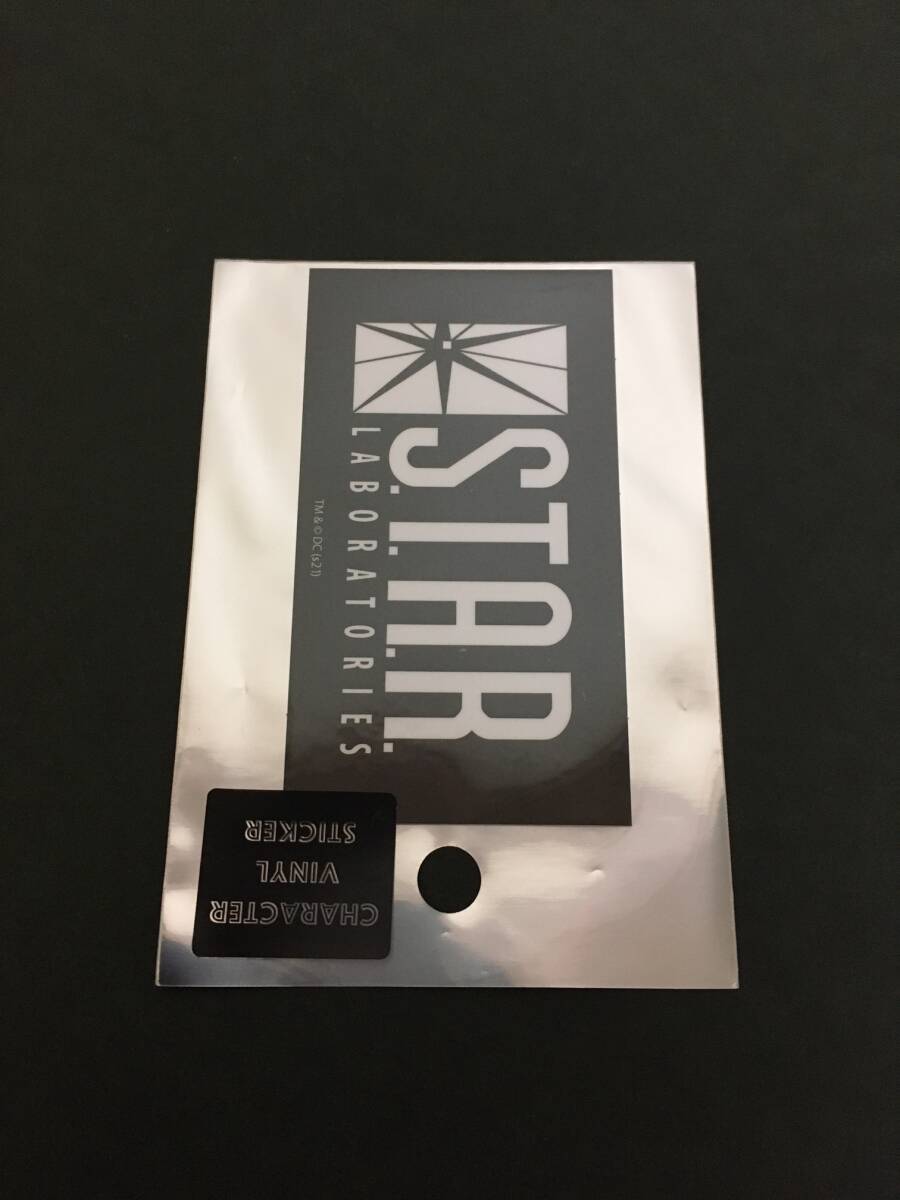 S.T.A.R.
LABORATORIES
TM & © DC (s21)
CHARACTER
VINYL
STICKER